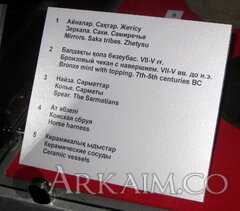 1 Айналар. Сақтар. Жетісу
Зеркала. Саки. Семиречье
Mirrors. Saka tribes. Zhetysu
2 Балдақты қола безеубас. VII-V ғғ.
Бронзовый чекан с навершием. VII-V вв. до н.э.
Bronze mint with topping. 7th-5th centuries BC
3 Найза. Сарматтар
Копье. Сарматы
Spear. The Sarmatians
4 Ат әбзелі
Конская сбруя
Horse harness
5 Керамикалық ыдыстар
Керамические сосуды
Ceramic vessels
ARKAIM.CO